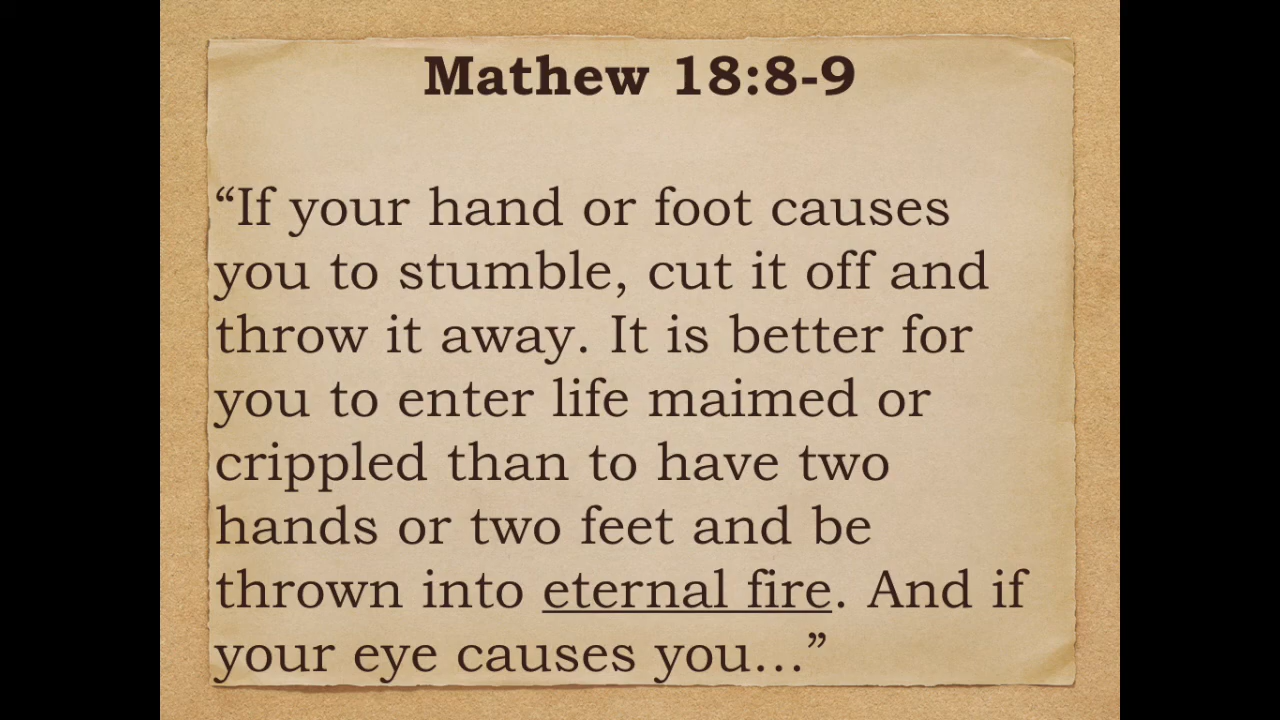 Mathew 18:8-9
“If your hand or foot causes
you to stumble, cut it off and
throw it away. It is better for
you to enter life maimed or
crippled than to have two
hands or two feet and be
thrown into eternal fire. And if
your eye causes you...”